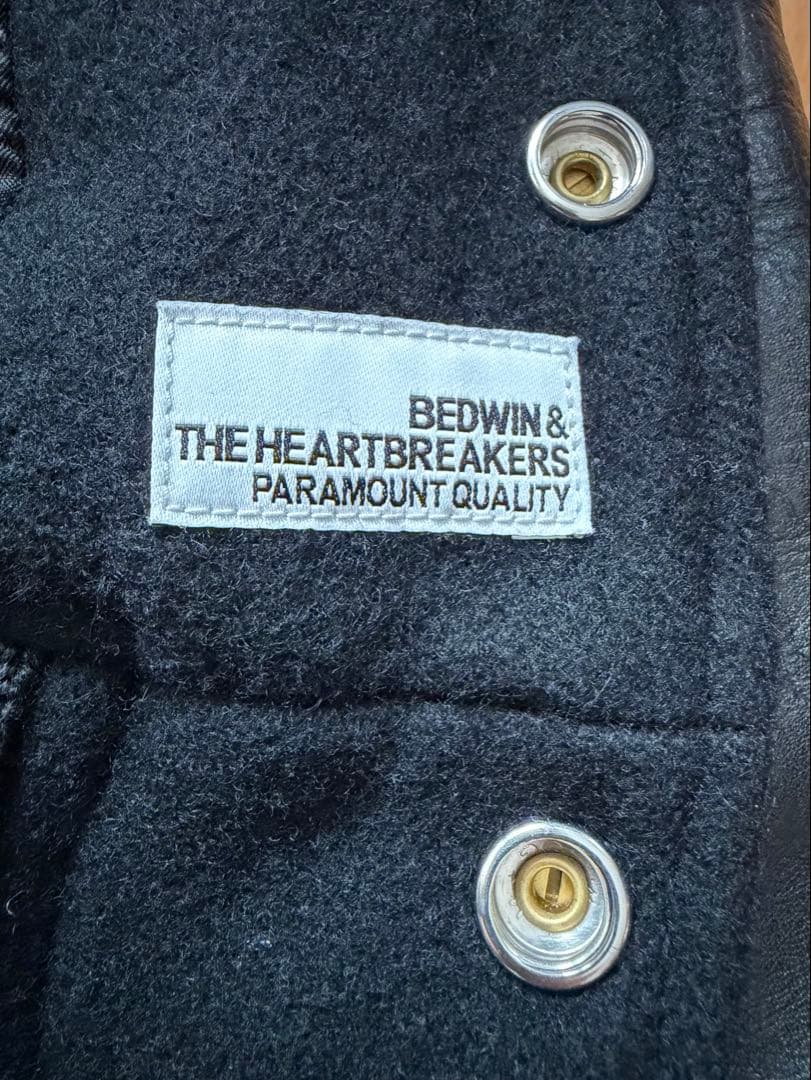 BEDWIN &
THE HEARTBREAKERS
PARAMOUNT QUALITY